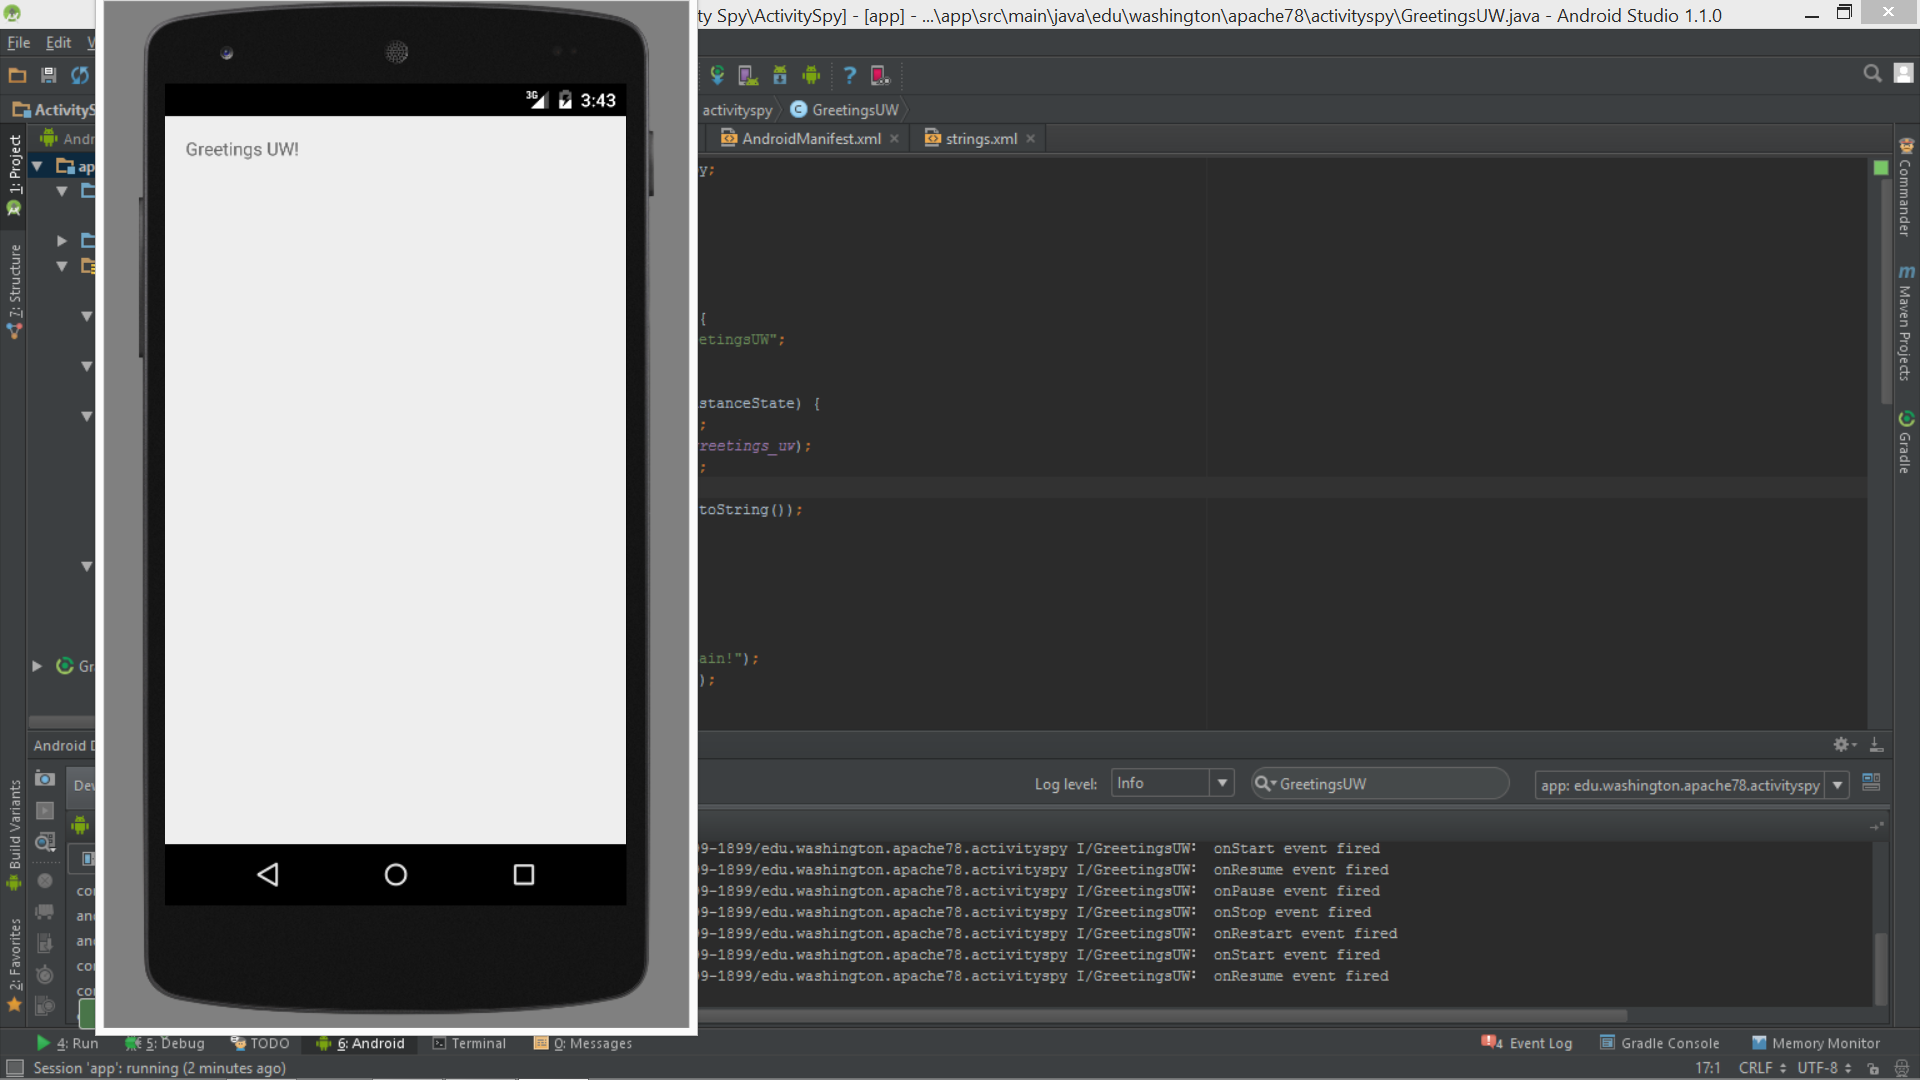 ty Spy\ActivitySpy] - [app] - ...\app\src\main\java\edu\washington\apache78\activityspy\GreetingsUW.java - Android Studio 1.1.0
File Edit V
ActivityS
activityspy GreetingsUW
Andr
AndroidManifest.xml strings.xml
1: Project
7: Structure
Build Variants
2: Favorites
ap
Gr
3G 3:43
Greetings UW!
y;
{
etingsUW";
stanceState) {
;
reetings_uw);
;
toString());
ain!");
);
Commander
Maven Projects
Gradle
Android D
Dev
Log level: Info GreetingsUW app: edu.washington.apache78.activityspy
co
an
an
co
co
9-1899/edu.washington.apache78.activityspy I/GreetingsUW: onStart event fired
9-1899/edu.washington.apache78.activityspy I/GreetingsUW: onResume event fired
9-1899/edu.washington.apache78.activityspy I/GreetingsUW: onPause event fired
9-1899/edu.washington.apache78.activityspy I/GreetingsUW: onStop event fired
9-1899/edu.washington.apache78.activityspy I/GreetingsUW: onRestart event fired
9-1899/edu.washington.apache78.activityspy I/GreetingsUW: onStart event fired
9-1899/edu.washington.apache78.activityspy I/GreetingsUW: onResume event fired
4: Run 5: Debug TODO 6: Android Terminal 0: Messages 4 Event Log Gradle Console Memory Monitor
Session 'app': running (2 minutes ago) 17:1 CRLF UTF-8